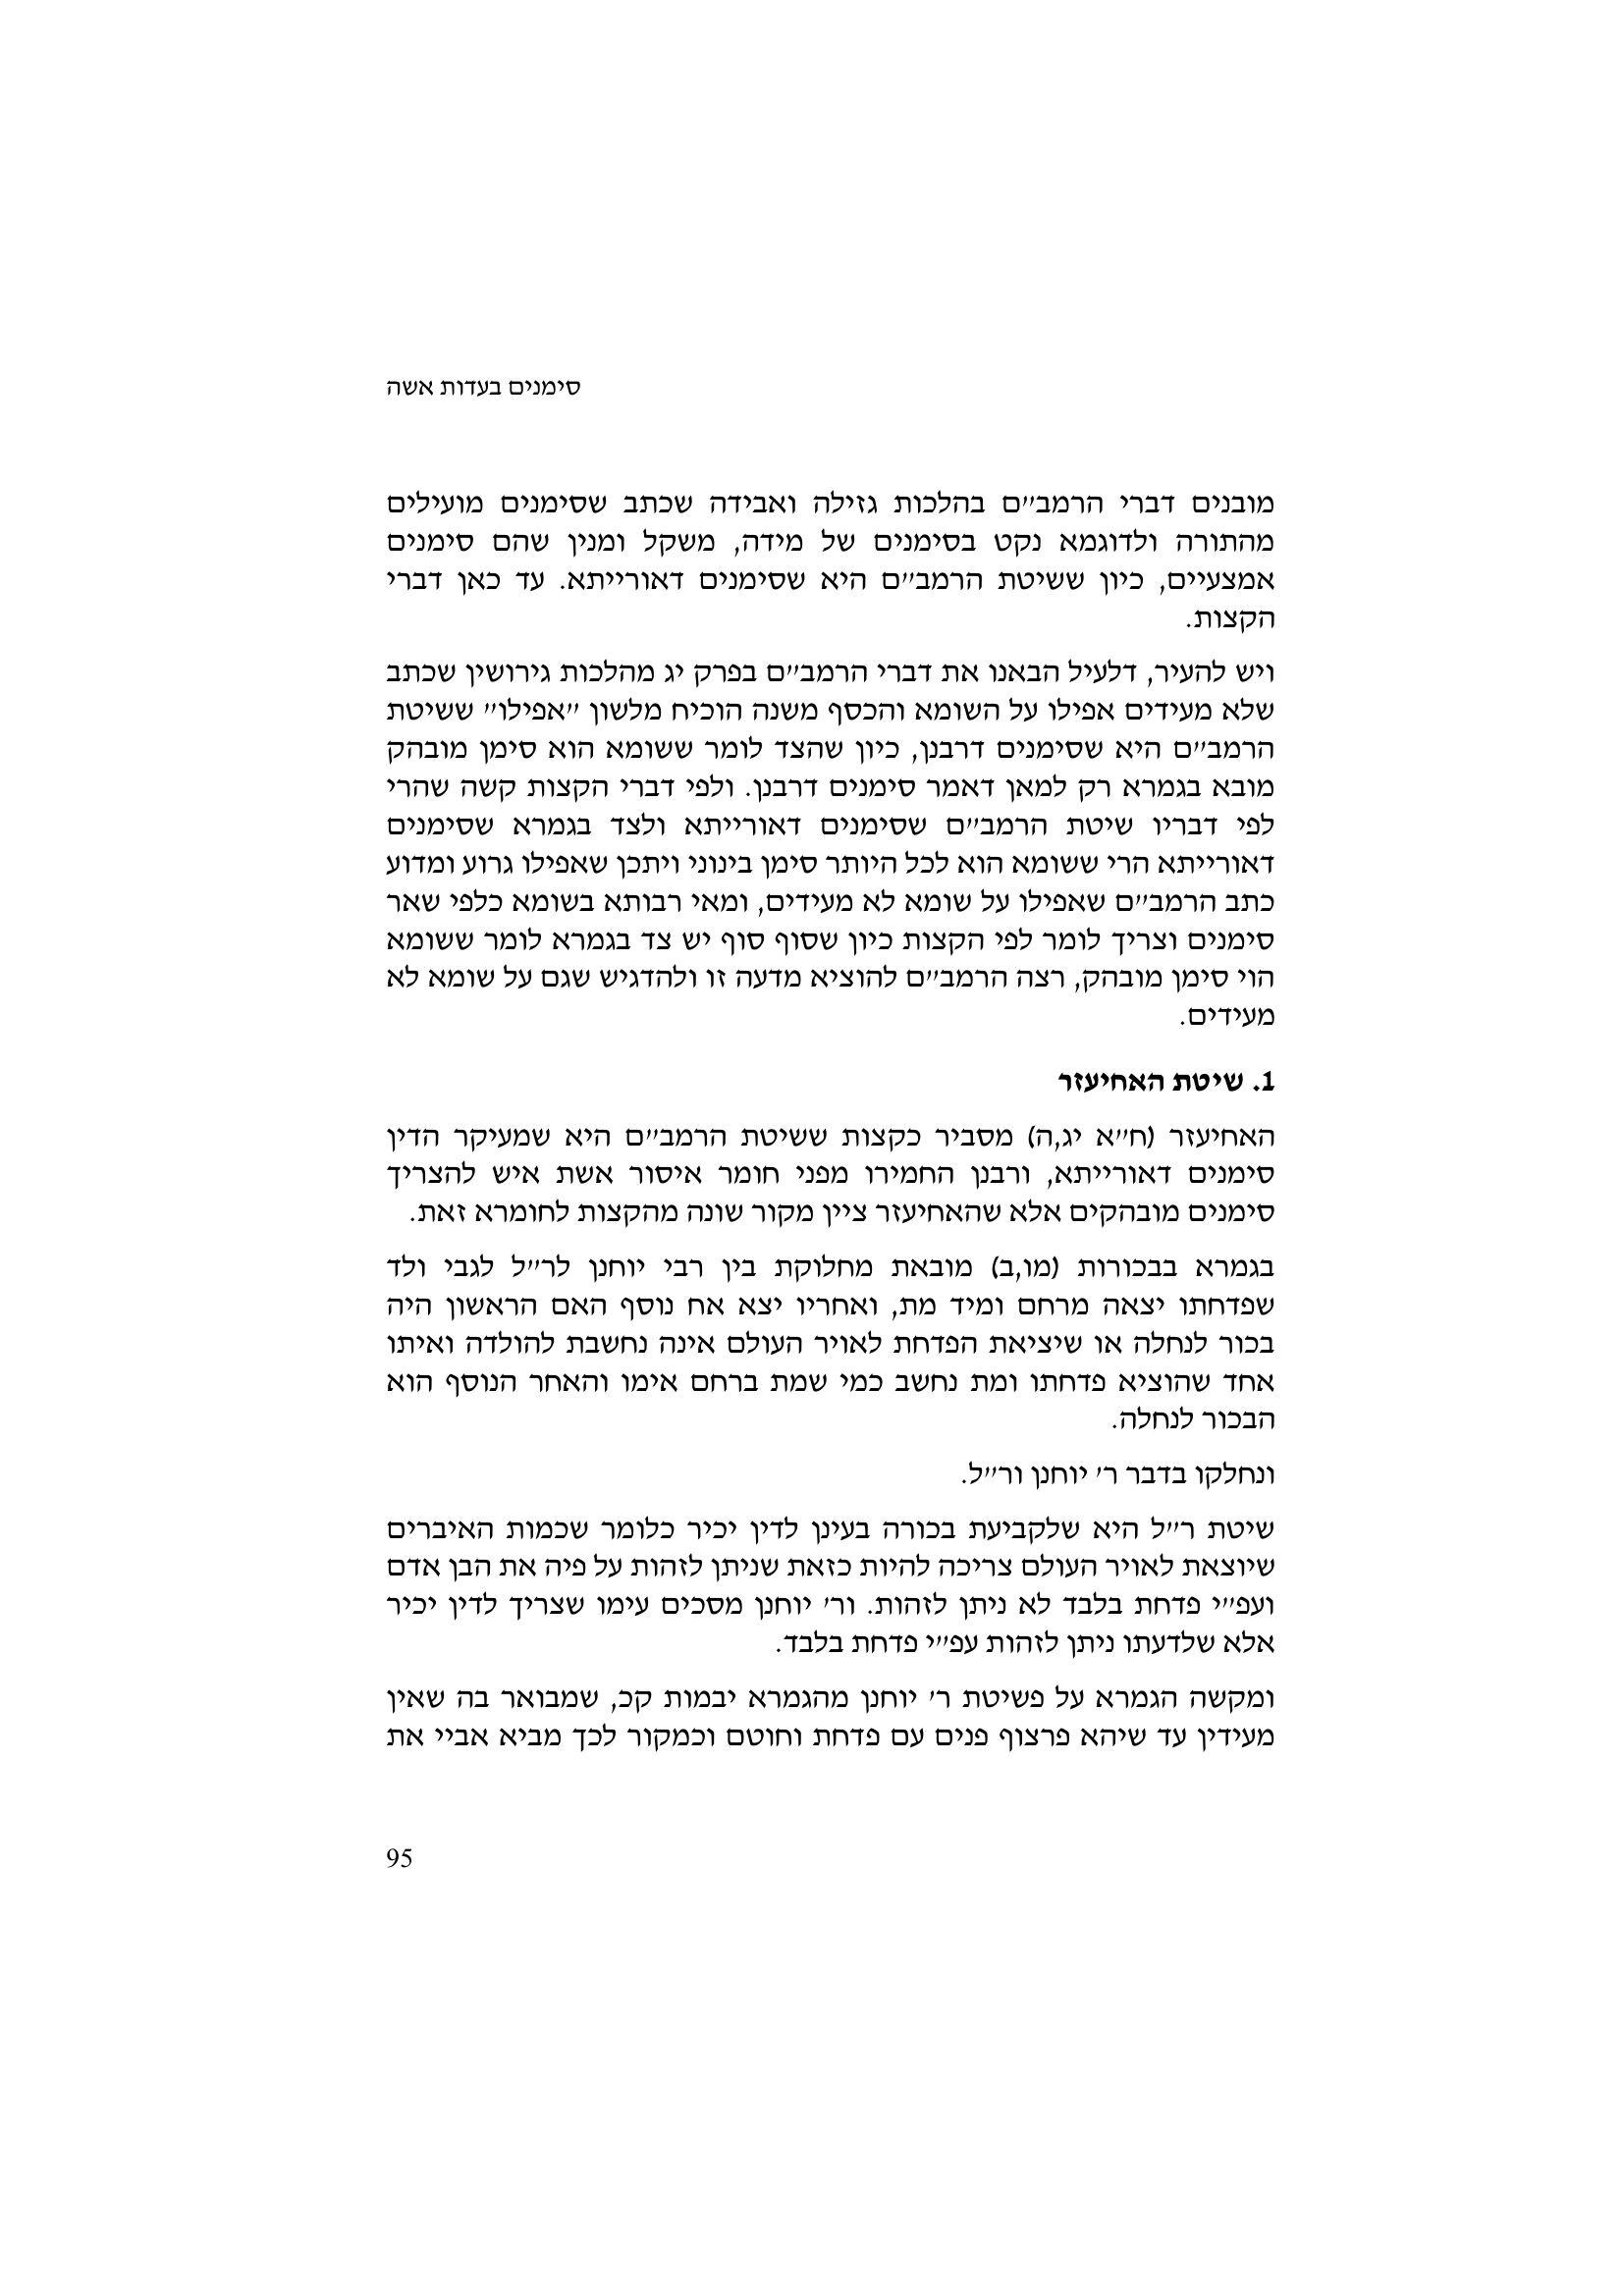 סימנים בעדות אשה
מובנים דברי הרמב״ם בהלכות גזילה ואבידה שכתב שסימנים מועילים
מהתורה ולדוגמא נקט בסימנים של מידה, משקל ומנין שהם סימנים
אמצעיים, כיון ששיטת הרמב״ם היא שסימנים דאורייתא. עד כאן דברי
הקצות.
ויש להעיר, דלעיל הבאנו את דברי הרמב״ם בפרק יג מהלכות גירושין שכתב
שלא מעידים אפילו על השומא והכסף משנה הוכיח מלשון ״אפילו״ ששיטת
הרמב״ם היא שסימנים דרבנן, כיון שהצד לומר ששומא הוא סימן מובהק
מובא בגמרא רק למאן דאמר סימנים דרבנן. ולפי דברי הקצות קשה שהרי
לפי דבריו שיטת הרמב״ם שסימנים דאורייתא ולצד בגמרא שסימנים
דאורייתא הרי ששומא הוא לכל היותר סימן בינוני ויתכן שאפילו גרוע ומדוע
כתב הרמב״ם שאפילו על שומא לא מעידים, ומאי רבותא בשומא כלפי שאר
סימנים וצריך לומר לפי הקצות כיון שסוף סוף יש צד בגמרא לומר ששומא
הוי סימן מובהק, רצה הרמב״ם להוציא מדעה זו ולהדגיש שגם על שומא לא
מעידים.
1. שיטת האחיעזר
האחיעזר (ח״א יג,ה) מסביר כקצות ששיטת הרמב״ם היא שמעיקר הדין
סימנים דאורייתא, ורבנן החמירו מפני חומר איסור אשת איש להצריך
סימנים מובהקים אלא שהאחיעזר ציין מקור שונה מהקצות לחומרא זאת.
בגמרא בבכורות (מו,ב) מובאת מחלוקת בין רבי יוחנן לר״ל לגבי ולד
שפדחתו יצאה מרחם ומיד מת, ואחריו יצא אח נוסף האם הראשון היה
בכור לנחלה או שיציאת הפדחת לאויר העולם אינה נחשבת להולדה ואיתו
אחד שהוציא פדחתו ומת נחשב כמי שמת ברחם אימו והאחר הנוסף הוא
הבכור לנחלה.
ונחלקו בדבר ר׳ יוחנן ור״ל.
שיטת ר״ל היא שלקביעת בכורה בעינן לדין יכיר כלומר שכמות האיברים
שיוצאת לאויר העולם צריכה להיות כזאת שניתן לזהות על פיה את הבן אדם
ועפ״י פדחת בלבד לא ניתן לזהות. ור׳ יוחנן מסכים עימו שצריך לדין יכיר
אלא שלדעתו ניתן לזהות עפ״י פדחת בלבד.
ומקשה הגמרא על פשיטת ר׳ יוחנן מהגמרא יבמות קכ, שמבואר בה שאין
מעידין עד שיהא פרצוף פנים עם פדחת וחוטם וכמקור לכך מביא אביי את
95